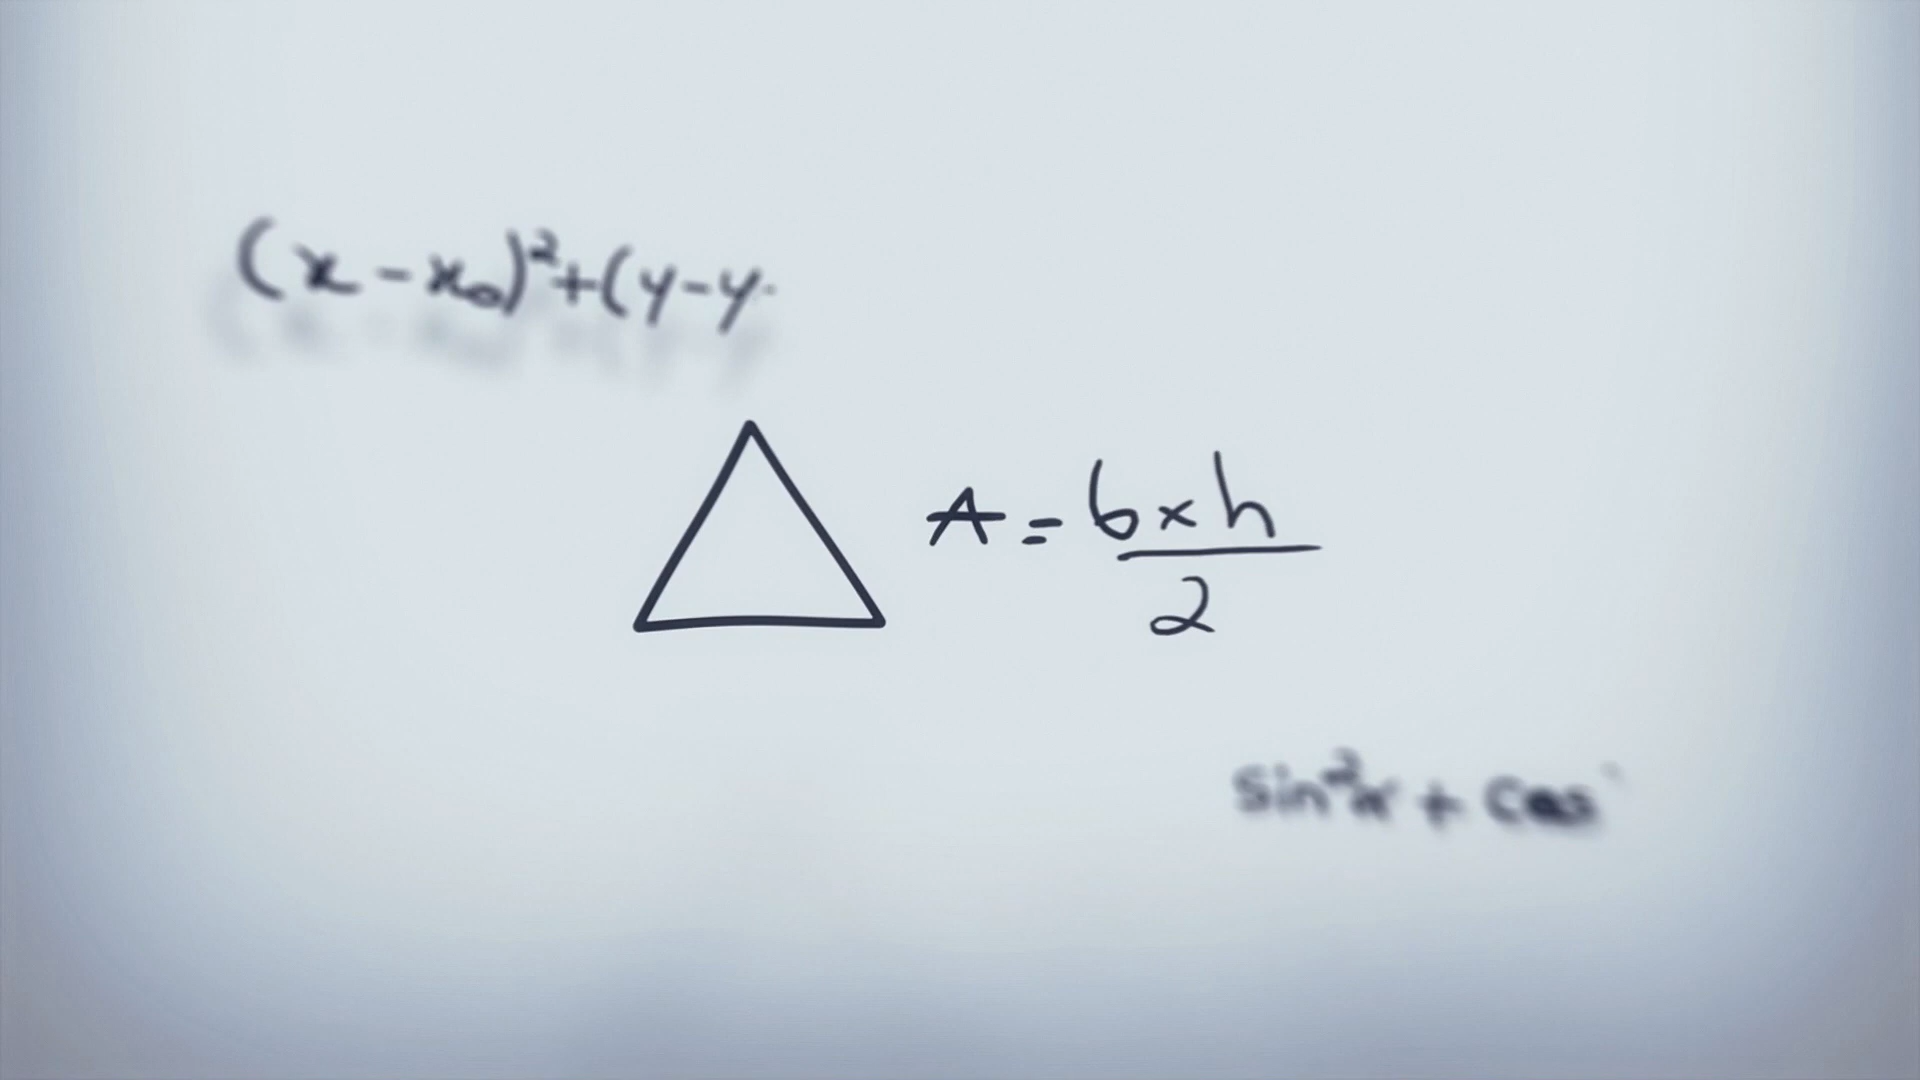 (x-x₀)²+(y-y
A = b×h
2
sin²x + cos